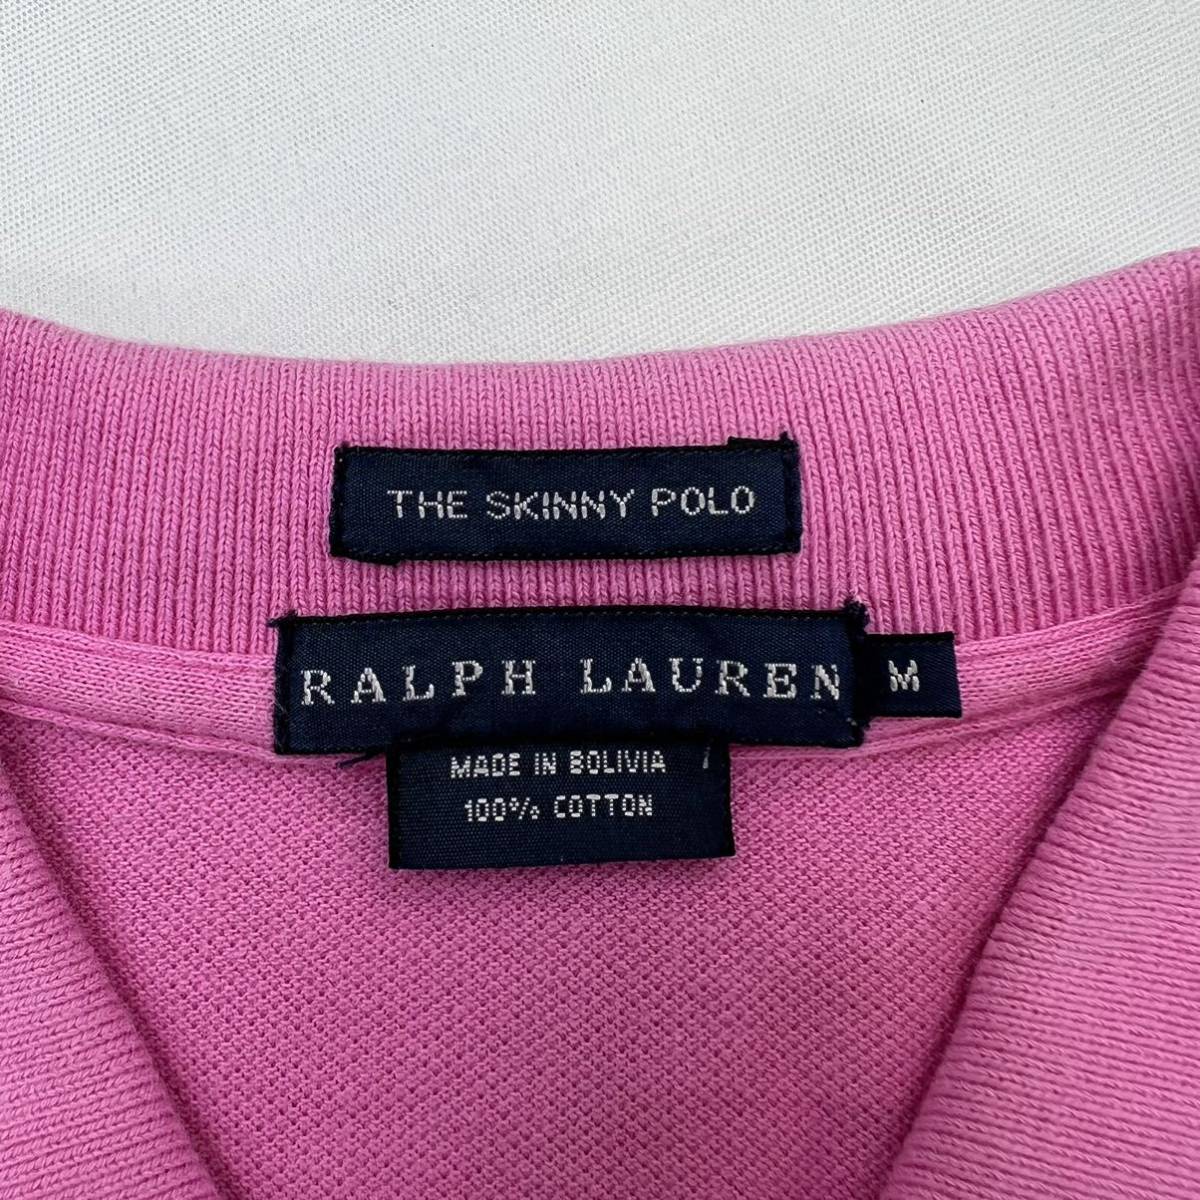 THE SKINNY POLO
RALPH LAUREN
M
MADE IN BOLIVIA
100% COTTON